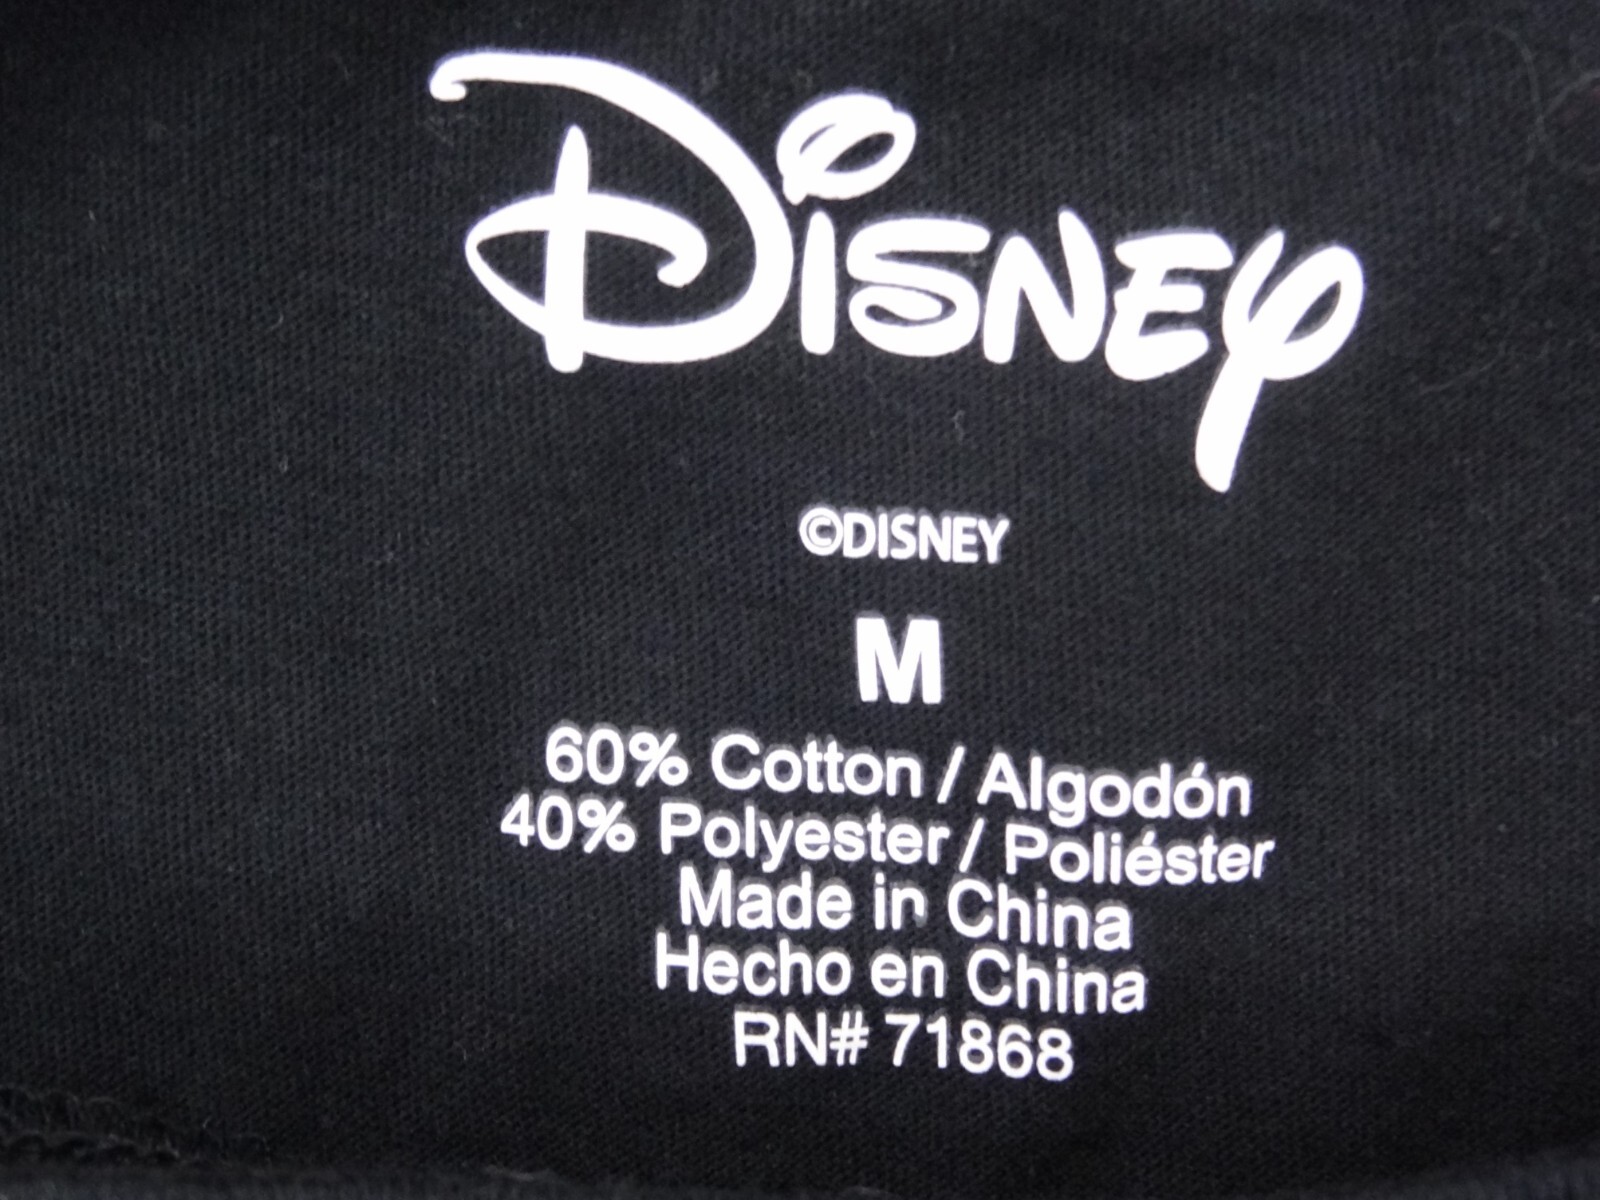 Disney
©DISNEY
M
60% Cotton / Algodón
40% Polyester / Poliéster
Made in China
Hecho en China
RN# 71868